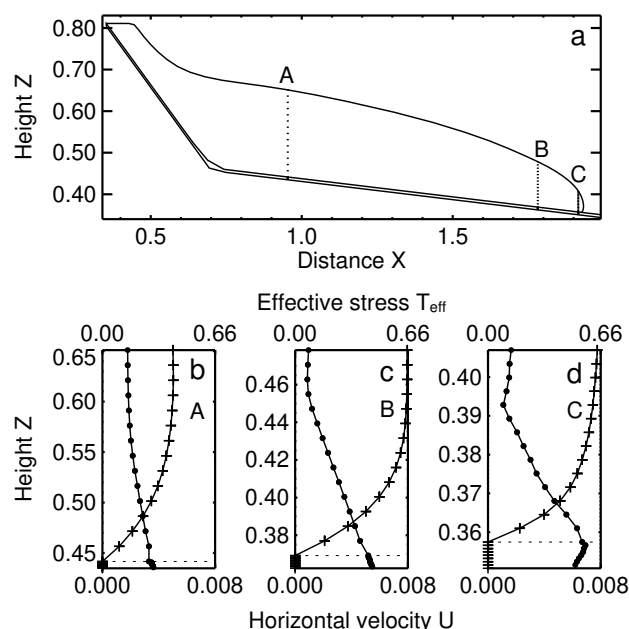 a
0.80
0.70
0.60
0.50
0.40
Height Z
A
B
C
0.5 1.0 1.5
Distance X
Effective stress Teff
0.00 0.66 0.00 0.66 0.00 0.66
0.65
0.60
0.55
0.50
0.45
Height Z
b
A
0.46
0.44
0.42
0.40
0.38
c
B
0.40
0.39
0.38
0.37
0.36
d
C
0.000 0.008 0.000 0.008 0.000 0.008
Horizontal velocity U